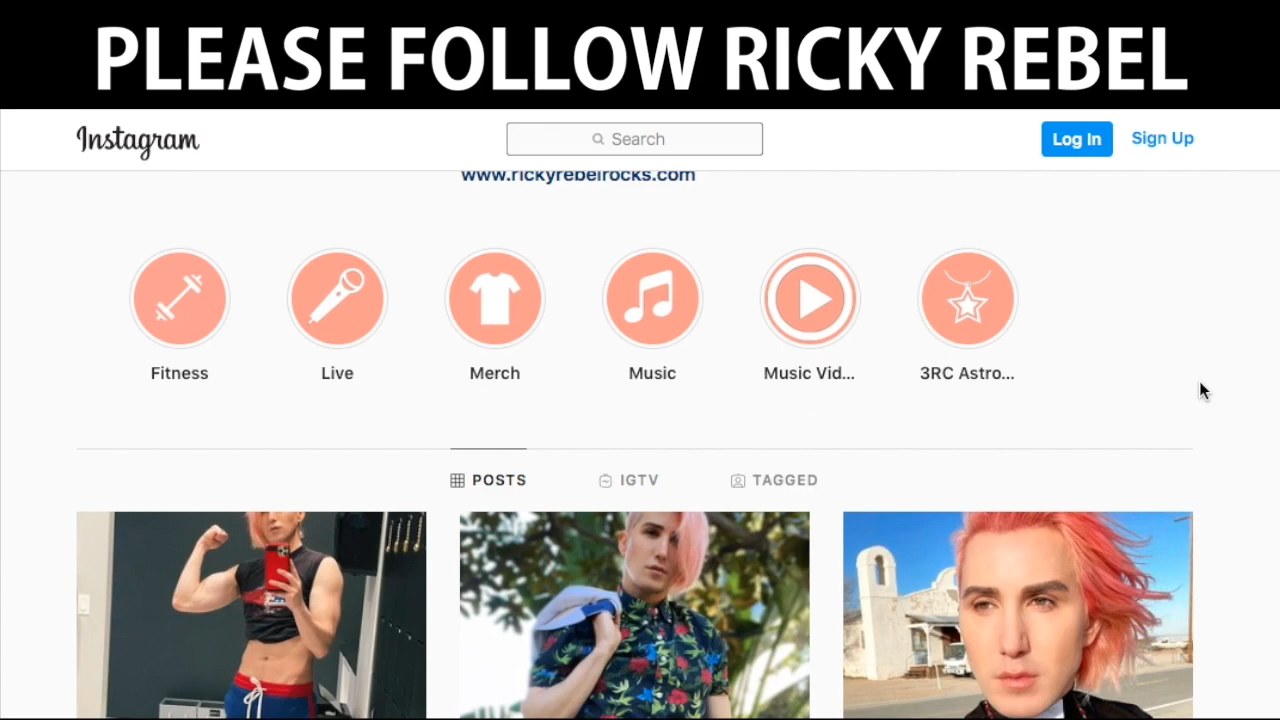 PLEASE FOLLOW RICKY REBEL
Instagram
Search
Log In
Sign Up
www.rickyrebelrocks.com
Fitness
Live
Merch
Music
Music Vid...
3RC Astro...
POSTS
IGTV
TAGGED